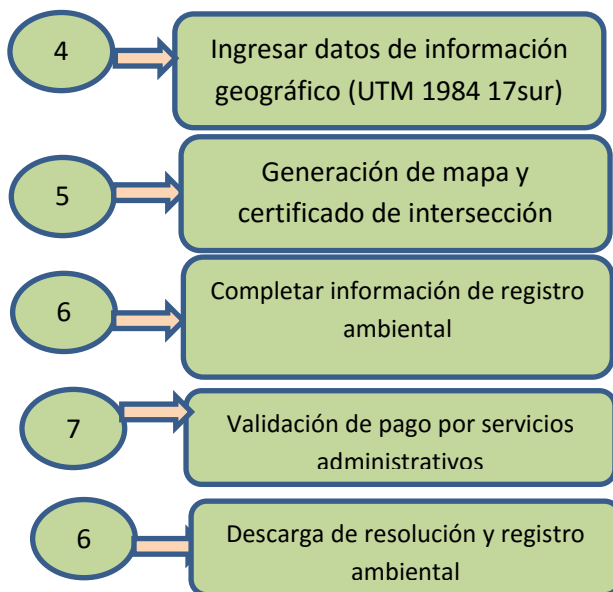 4
Ingresar datos de información
geográfico (UTM 1984 17sur)
5
Generación de mapa y
certificado de intersección
6
Completar información de registro
ambiental
7
Validación de pago por servicios
administrativos
6
Descarga de resolución y registro
ambiental